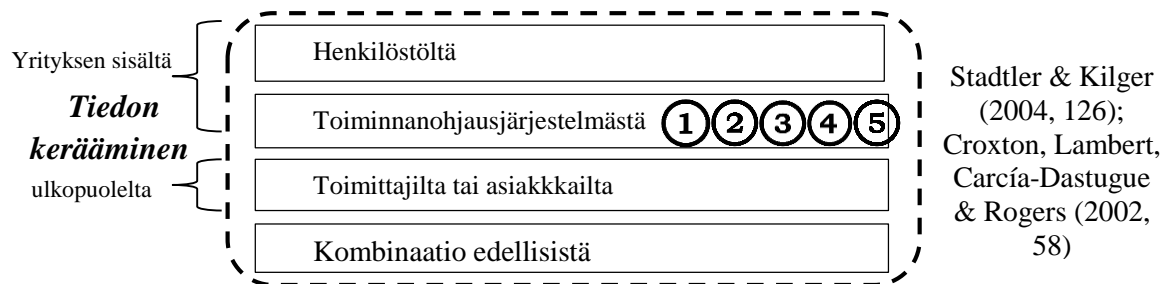 Yrityksen sisältä
Tiedon
kerääminen
ulkopuolelta
Henkilöstöltä
Toiminnanohjausjärjestelmästä 1 2 3 4 5
Toimittajilta tai asiakkkailta
Kombinaatio edellisistä
Stadtler & Kilger
(2004, 126);
Croxton, Lambert,
Carcía-Dastugue
& Rogers (2002,
58)